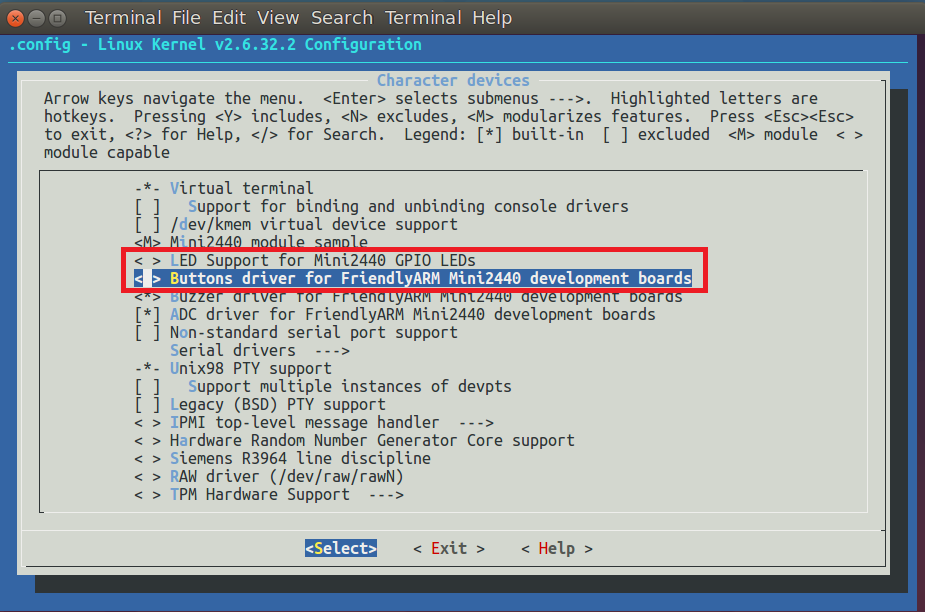 Terminal File Edit View Search Terminal Help
.config - Linux Kernel v2.6.32.2 Configuration
Character devices
Arrow keys navigate the menu.  <Enter> selects submenus --->.  Highlighted letters are
hotkeys.  Pressing <Y> includes, <N> excludes, <M> modularizes features.  Press <Esc><Esc>
to exit, <?> for Help, </> for Search.  Legend: [*] built-in  [ ] excluded  <M> module  < >
module capable
-*- Virtual terminal
[ ]   Support for binding and unbinding console drivers
[ ] /dev/kmem virtual device support
<M> Mini2440 module sample
< > LED Support for Mini2440 GPIO LEDs
< > Buttons driver for FriendlyARM Mini2440 development boards
<*> Buzzer driver for FriendlyARM Mini2440 development boards
[*] ADC driver for FriendlyARM Mini2440 development boards
[ ] Non-standard serial port support
Serial drivers  --->
-*- Unix98 PTY support
[ ]   Support multiple instances of devpts
[ ] Legacy (BSD) PTY support
< > IPMI top-level message handler  --->
< > Hardware Random Number Generator Core support
< > Siemens R3964 line discipline
< > RAW driver (/dev/raw/rawN)
< > TPM Hardware Support  --->
<Select>    < Exit >    < Help >